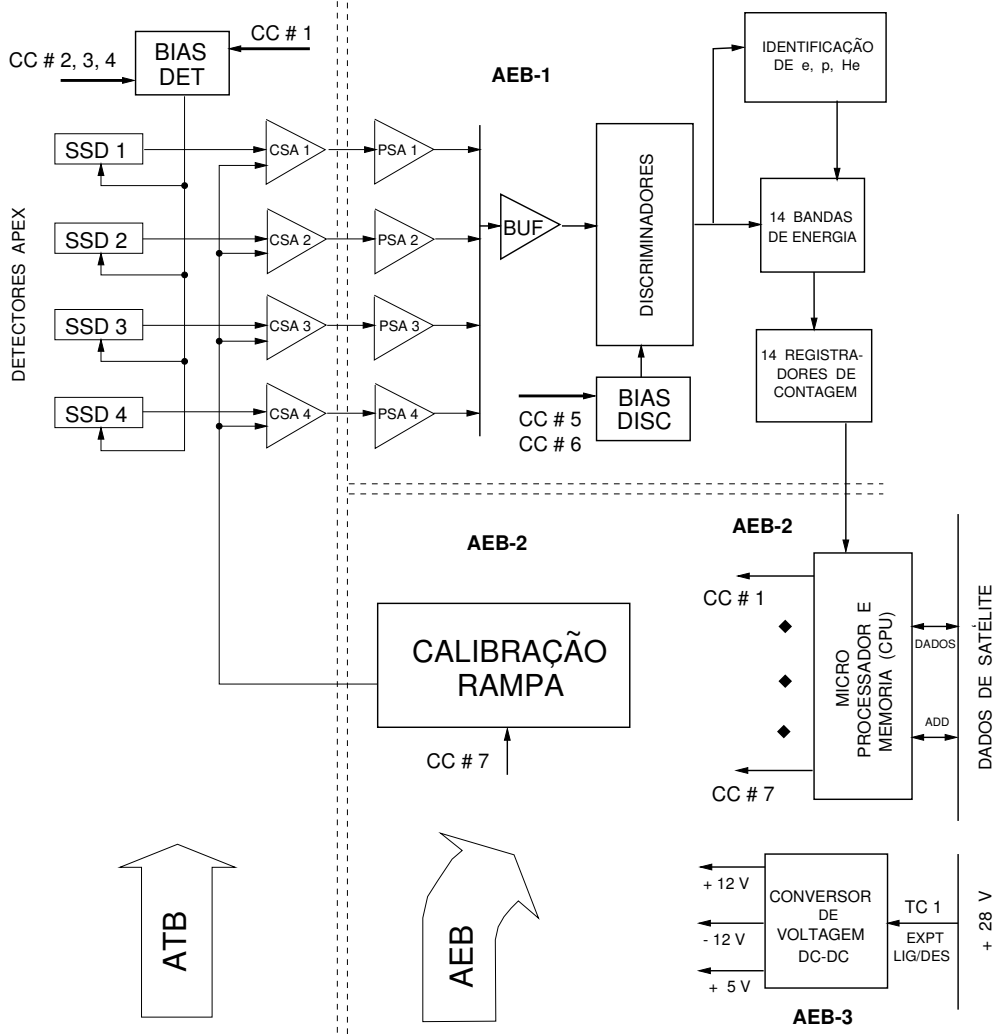 CC # 1
BIAS
DET
CC # 2, 3, 4
AEB-1
IDENTIFICAÇÃO
DE e, p, He
DETECTORES APEX
SSD 1
CSA 1
PSA 1
SSD 2
CSA 2
PSA 2
SSD 3
CSA 3
PSA 3
SSD 4
CSA 4
PSA 4
BUF
DISCRIMINADORES
14 BANDAS
DE ENERGIA
14 REGISTRA-
DORES DE
CONTAGEM
BIAS
DISC
CC # 5
CC # 6
AEB-2
CALIBRAÇÃO
RAMPA
CC # 7
AEB-2
CC # 1
CC # 7
MICRO
PROCESSADOR E
MEMORIA (CPU)
DADOS
ADD
DADOS DE SATÉLITE
ATB
AEB
+ 12 V
- 12 V
+ 5 V
CONVERSOR
DE
VOLTAGEM
DC-DC
TC 1
EXPT
LIG/DES
+ 28 V
AEB-3